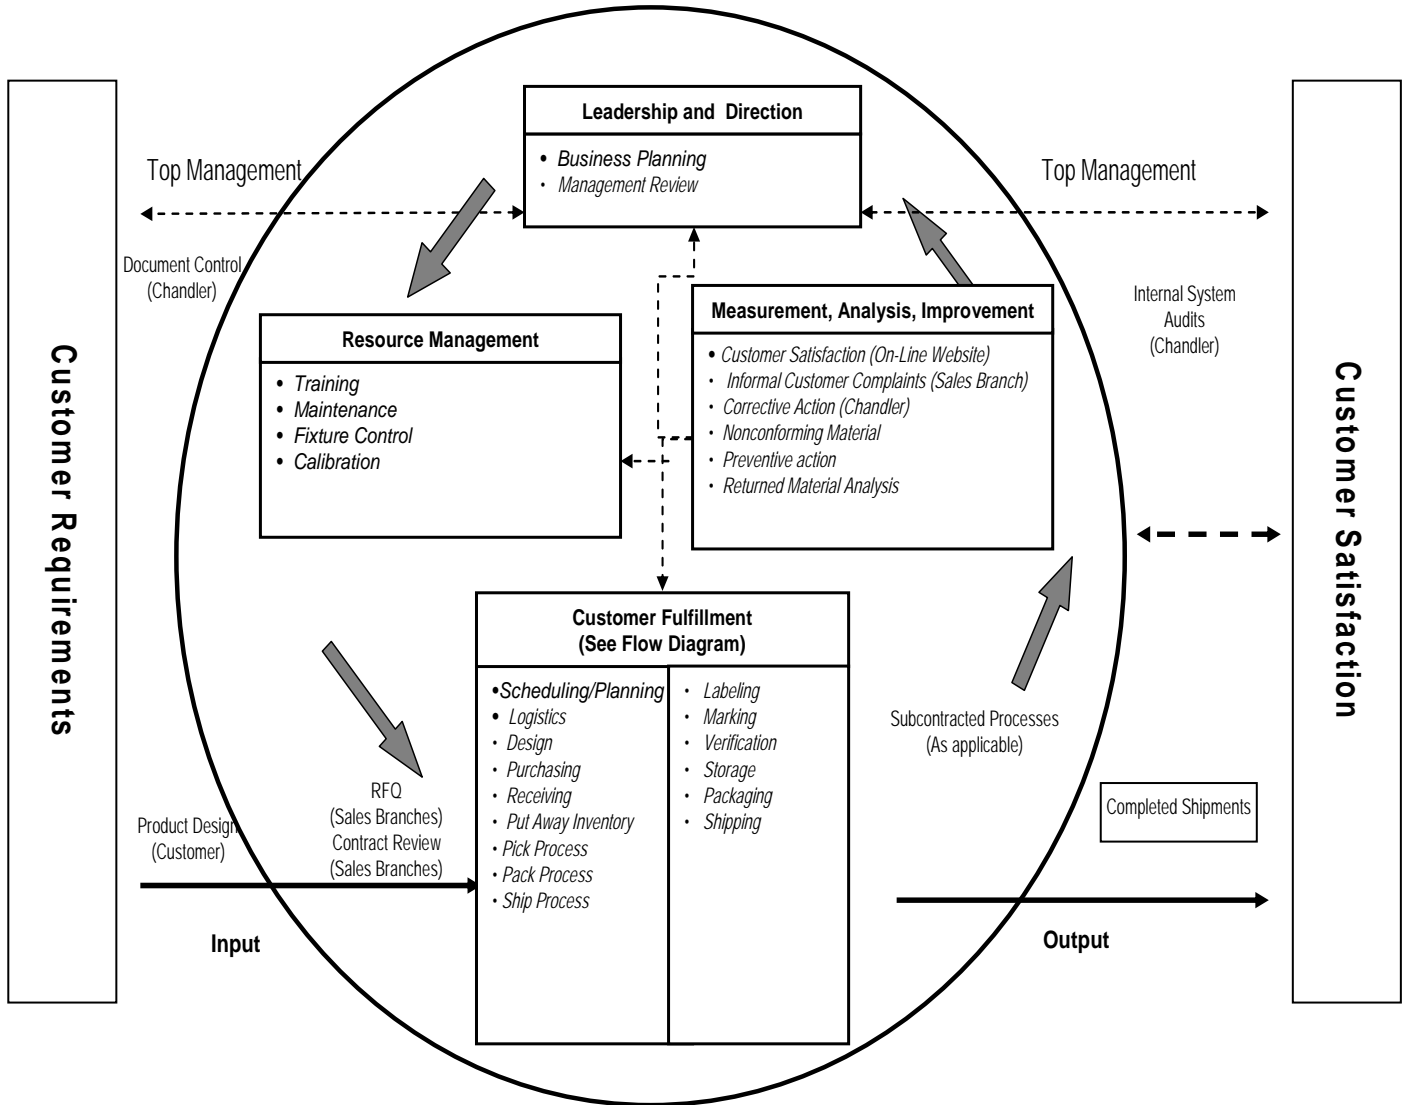 Customer Requirements
Top Management
Document Control
(Chandler)
Leadership and Direction
• Business Planning
• Management Review
Top Management
Internal System
Audits
(Chandler)
Resource Management
• Training
• Maintenance
• Fixture Control
• Calibration
Measurement, Analysis, Improvement
• Customer Satisfaction (On-Line Website)
• Informal Customer Complaints (Sales Branch)
• Corrective Action (Chandler)
• Nonconforming Material
• Preventive action
• Returned Material Analysis
Product Design
(Customer)
RFQ
(Sales Branches)
Contract Review
(Sales Branches)
Input
Customer Fulfillment
(See Flow Diagram)
•Scheduling/Planning
• Logistics
• Design
• Purchasing
• Receiving
• Put Away Inventory
• Pick Process
• Pack Process
• Ship Process
• Labeling
• Marking
• Verification
• Storage
• Packaging
• Shipping
Subcontracted Processes
(As applicable)
Completed Shipments
Output
Customer Satisfaction